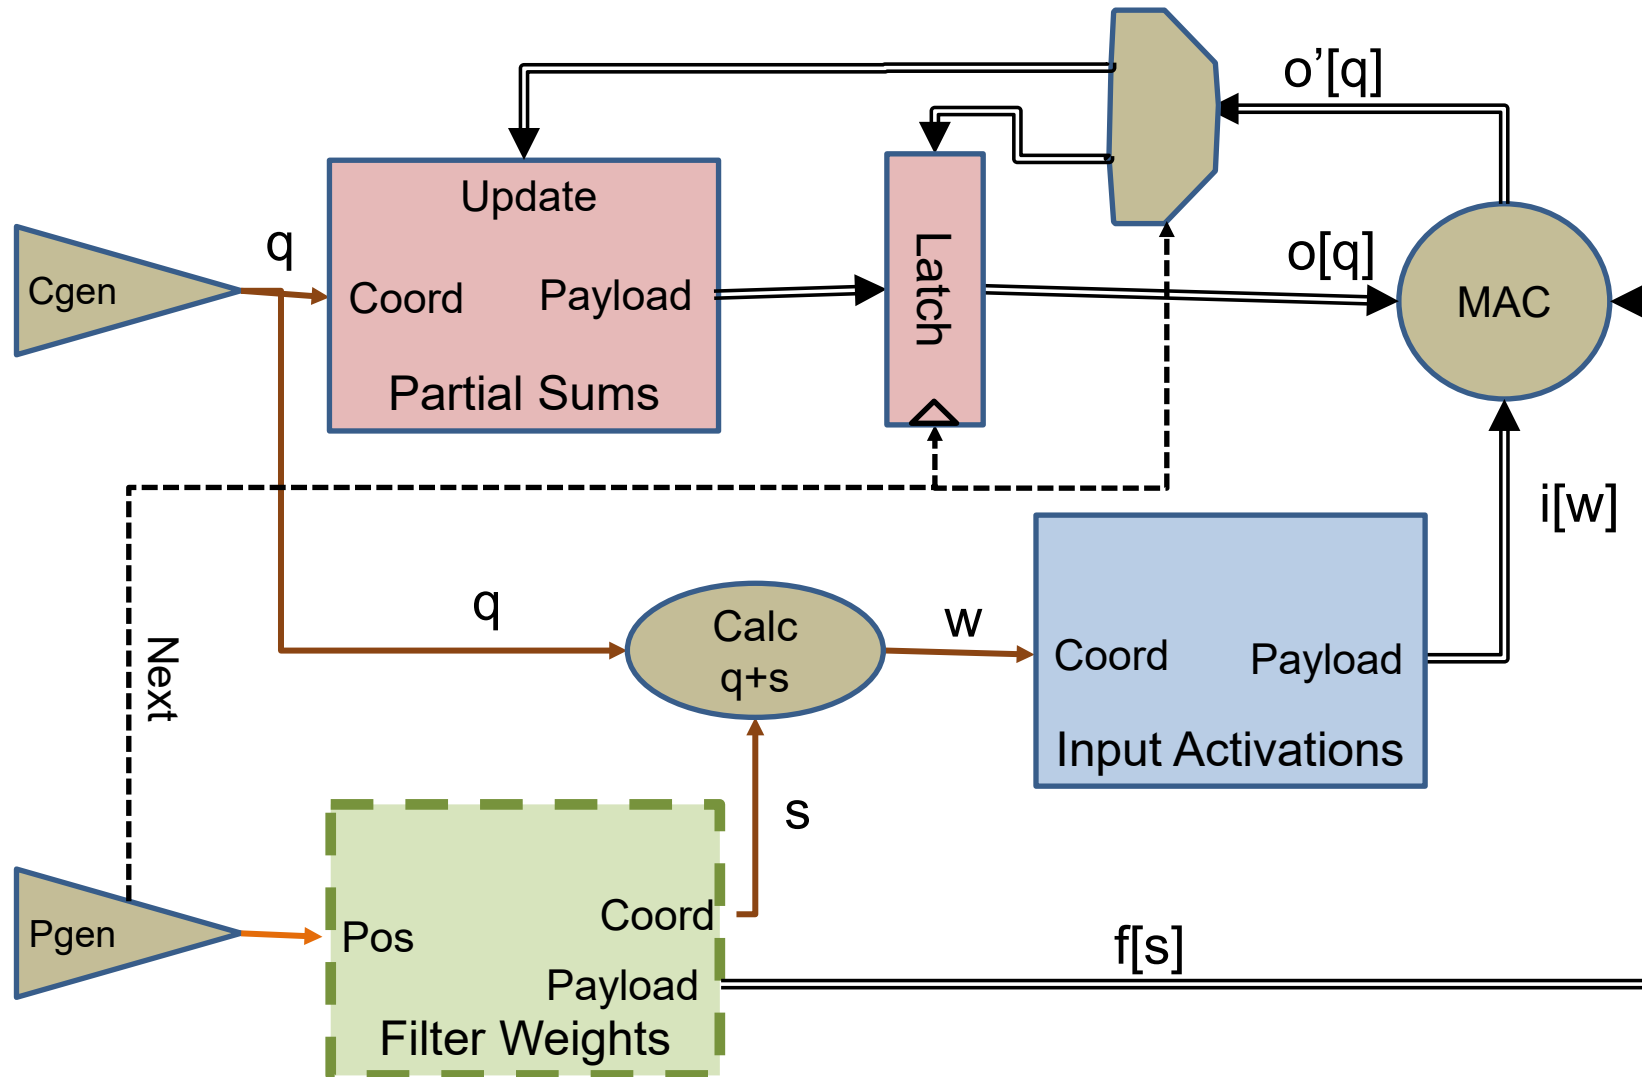 o’[q]
Update
q
Cgen
Coord
Payload
Partial Sums
Latch
o[q]
MAC
i[w]
q
Calc
q+s
w
Coord
Payload
Input Activations
Next
s
Pgen
Pos
Coord
Payload
Filter Weights
f[s]